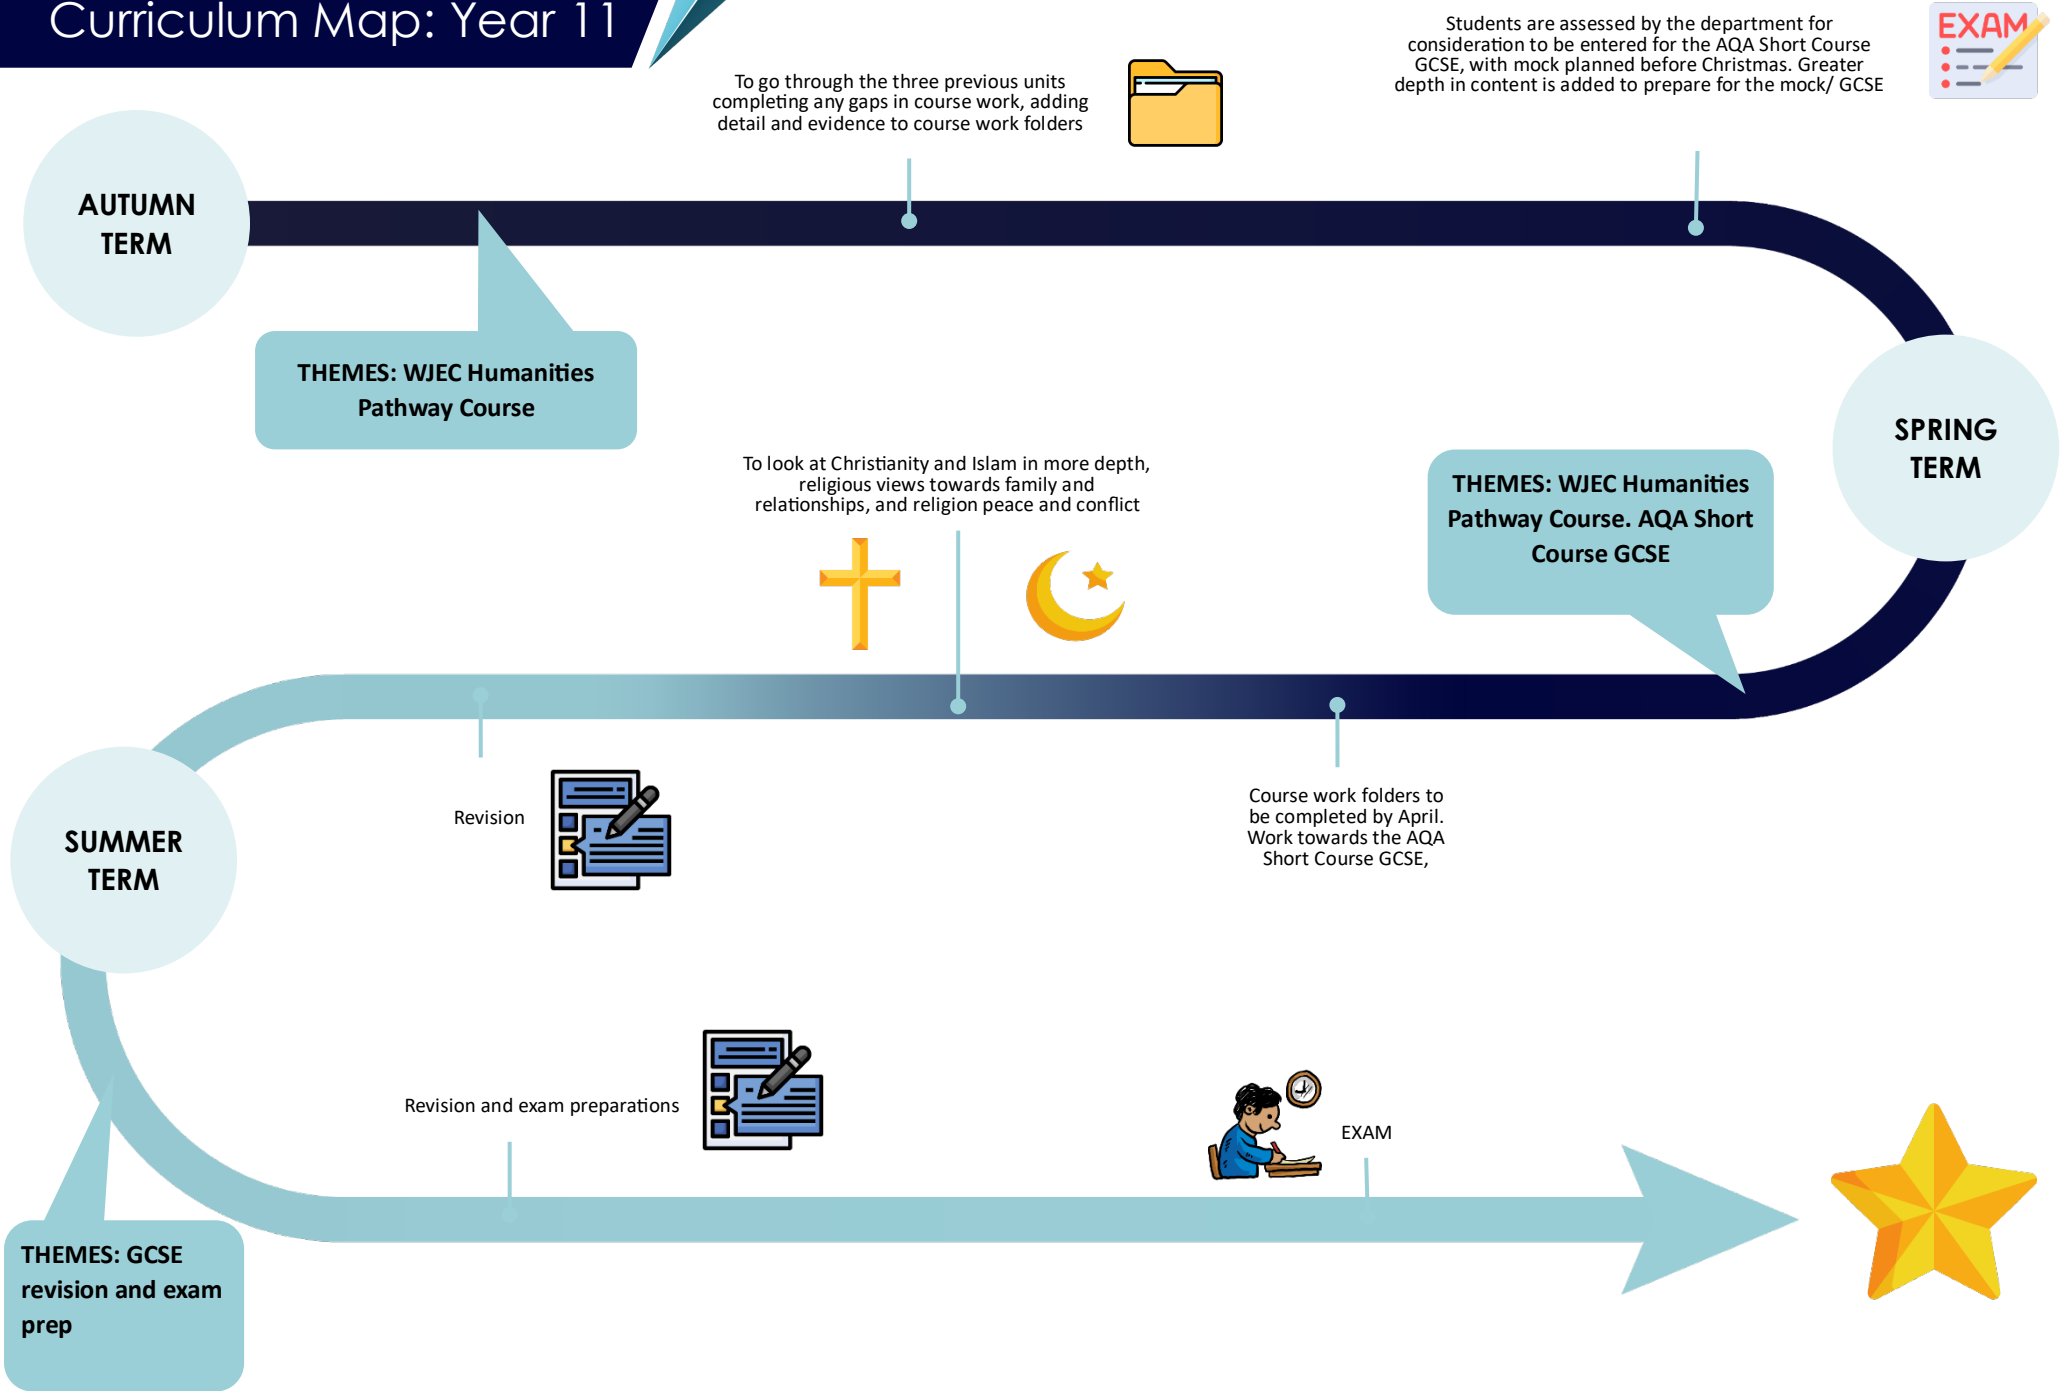 Curriculum Map: Year 11
Students are assessed by the department for
consideration to be entered for the AQA Short Course
GCSE, with mock planned before Christmas. Greater
depth in content is added to prepare for the mock/ GCSE
EXAM
To go through the three previous units
completing any gaps in course work, adding
detail and evidence to course work folders
AUTUMN
TERM
THEMES: WJEC Humanities
Pathway Course
SPRING
TERM
THEMES: WJEC Humanities
Pathway Course. AQA Short
Course GCSE
To look at Christianity and Islam in more depth,
religious views towards family and
relationships, and religion peace and conflict
Course work folders to
be completed by April.
Work towards the AQA
Short Course GCSE,
Revision
SUMMER
TERM
THEMES: GCSE
revision and exam
prep
Revision and exam preparations
EXAM